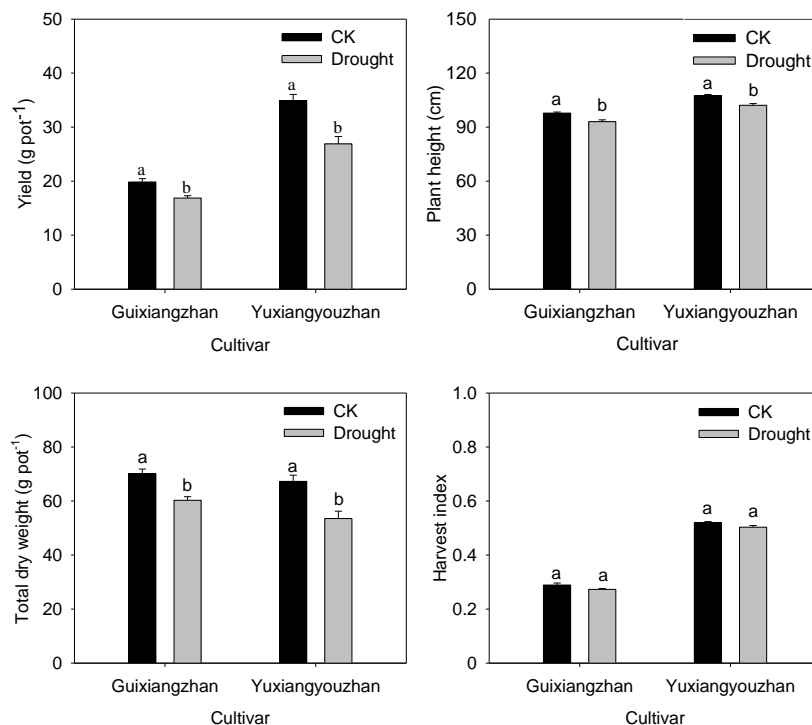 50
40
30
20
10
0
Yield (g pot-1)
CK
Drought
a
b
a
b
Guixiangzhan
Yuxiangyouzhan
Cultivar
150
120
90
60
30
0
Plant height (cm)
CK
Drought
a
b
a
b
Guixiangzhan
Yuxiangyouzhan
Cultivar
100
80
60
40
20
0
Total dry weight (g pot-1)
CK
Drought
a
b
a
b
Guixiangzhan
Yuxiangyouzhan
Cultivar
1.0
0.8
0.6
0.4
0.2
0
Harvest index
CK
Drought
a
a
a
a
Guixiangzhan
Yuxiangyouzhan
Cultivar